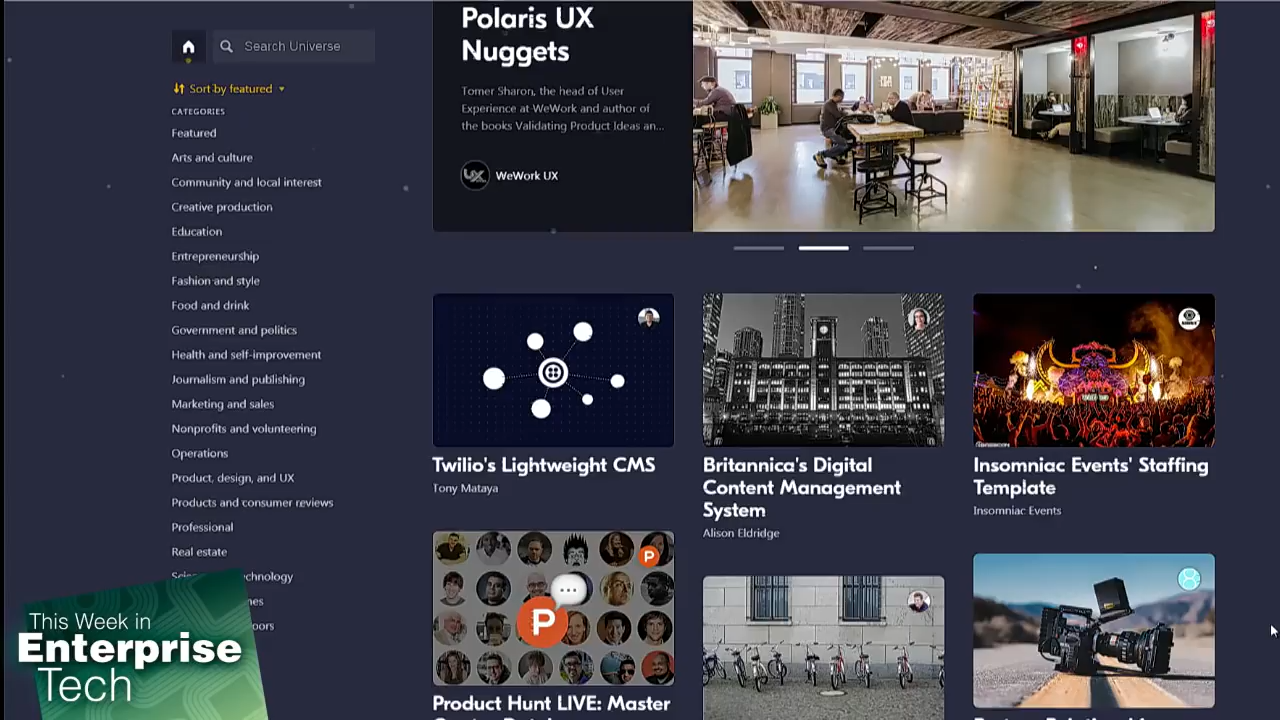 Search Universe
Sort by featured
CATEGORIES
Featured
Arts and culture
Community and local interest
Creative production
Education
Entrepreneurship
Fashion and style
Food and drink
Government and politics
Health and self-improvement
Journalism and publishing
Marketing and sales
Nonprofits and volunteering
Operations
Product, design, and UX
Products and consumer reviews
Professional
Real estate
Polaris UX
Nuggets
Tomer Sharon, the head of User
Experience at WeWork and author of
the books Validating Product Ideas an...
UX
WeWork UX
Twilio's Lightweight CMS
Tony Mataya
Britannica's Digital
Content Management
System
Alison Eldridge
Insomniac Events' Staffing
Template
Insomniac Events
P
P
Product Hunt LIVE: Master
This Week in
Enterprise
Tech